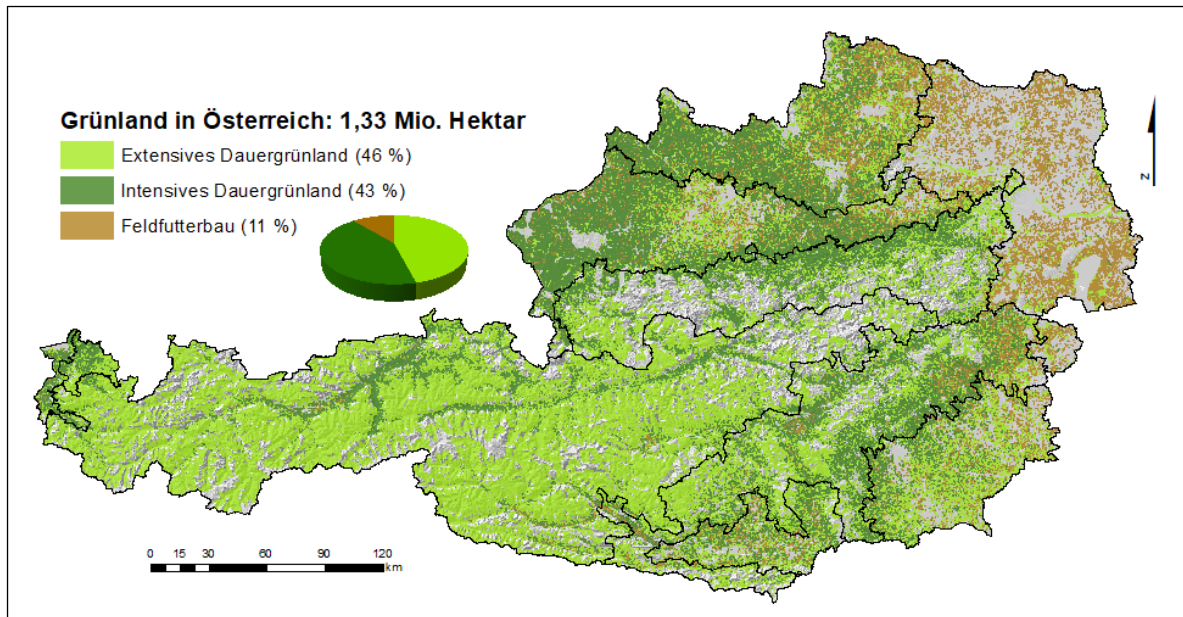 Grünland in Österreich: 1,33 Mio. Hektar
Extensives Dauergrünland (46 %)
Intensives Dauergrünland (43 %)
Feldfutterbau (11 %)
N
0 15 30 60 90 120
km